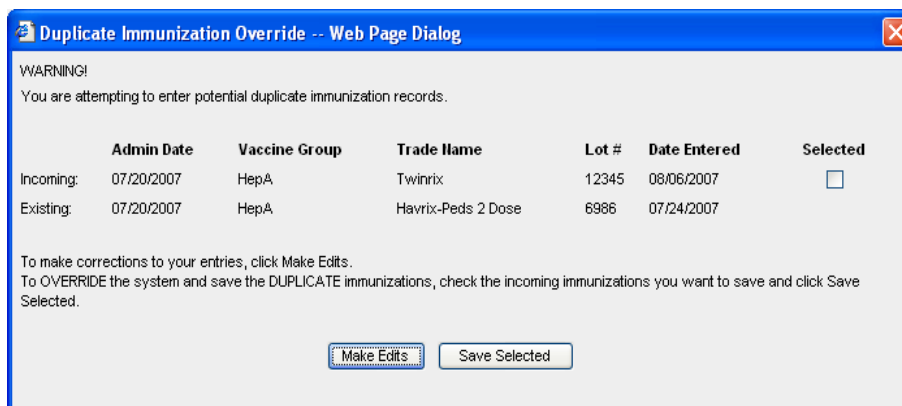 Duplicate Immunization Override -- Web Page Dialog
WARNING!
You are attempting to enter potential duplicate immunization records.
Admin Date Vaccine Group Trade Name Lot # Date Entered Selected
Incoming: 07/20/2007 HepA Twinrix 12345 08/06/2007
Existing: 07/20/2007 HepA Havrix-Peds 2 Dose 6986 07/24/2007
To make corrections to your entries, click Make Edits.
To OVERRIDE the system and save the DUPLICATE immunizations, check the incoming immunizations you want to save and click Save
Selected.
Make Edits Save Selected